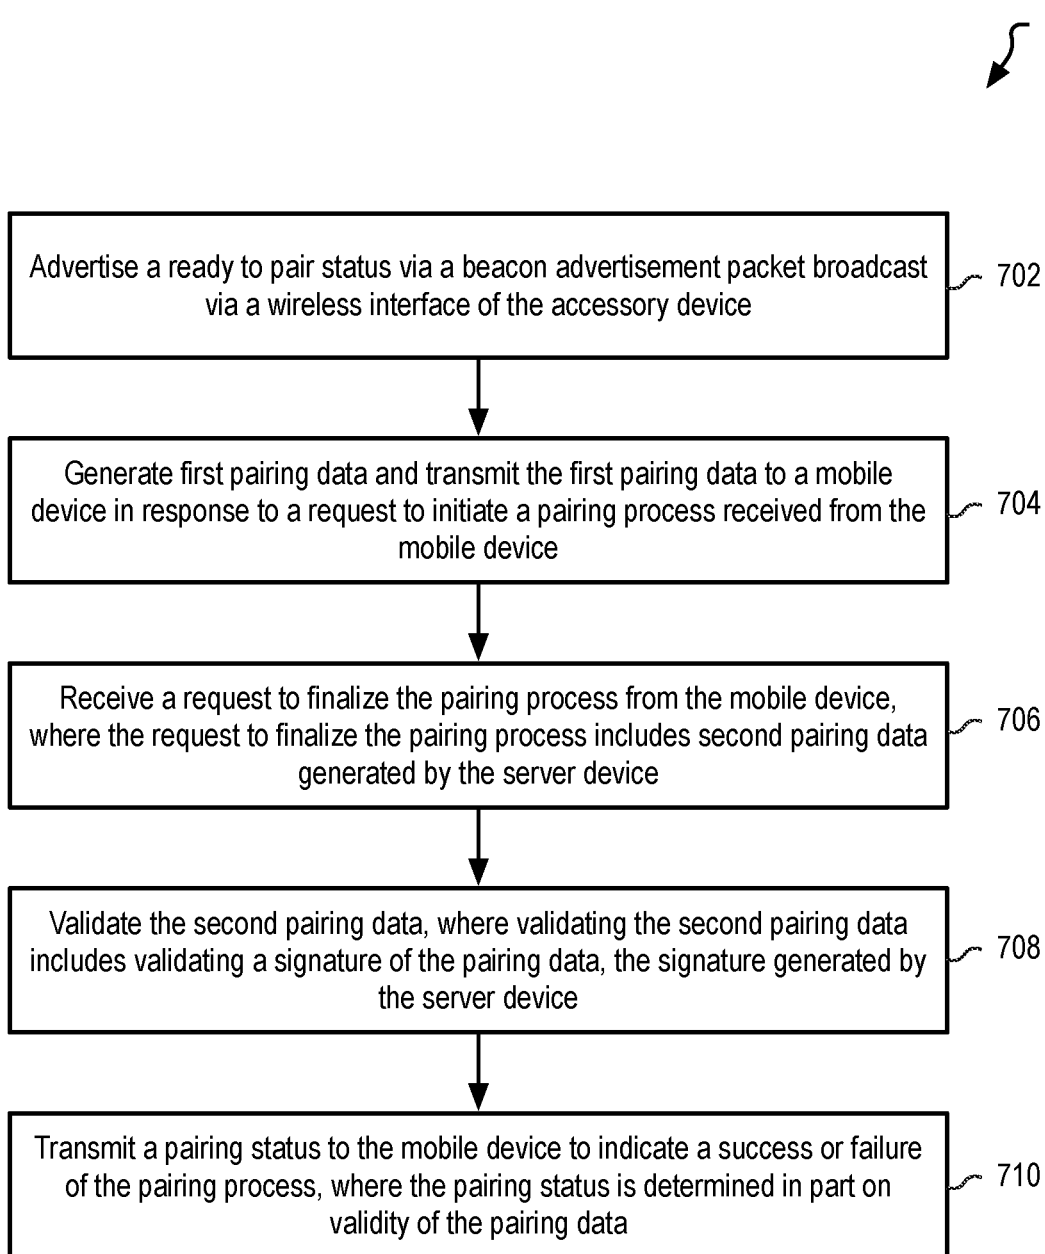 Advertise a ready to pair status via a beacon advertisement packet broadcast
via a wireless interface of the accessory device
702
Generate first pairing data and transmit the first pairing data to a mobile
device in response to a request to initiate a pairing process received from the
mobile device
704
Receive a request to finalize the pairing process from the mobile device,
where the request to finalize the pairing process includes second pairing data
generated by the server device
706
Validate the second pairing data, where validating the second pairing data
includes validating a signature of the pairing data, the signature generated by
the server device
708
Transmit a pairing status to the mobile device to indicate a success or failure
of the pairing process, where the pairing status is determined in part on
validity of the pairing data
710